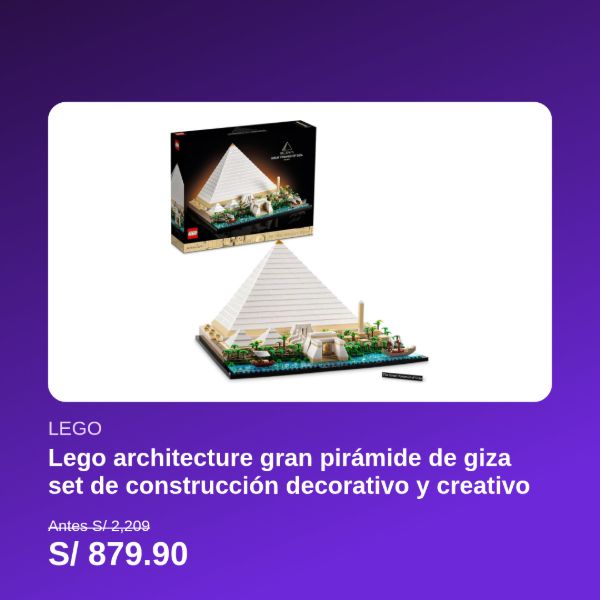 LEGO
Lego architecture gran pirámide de giza
set de construcción decorativo y creativo
Antes S/ 2,209
S/ 879.90